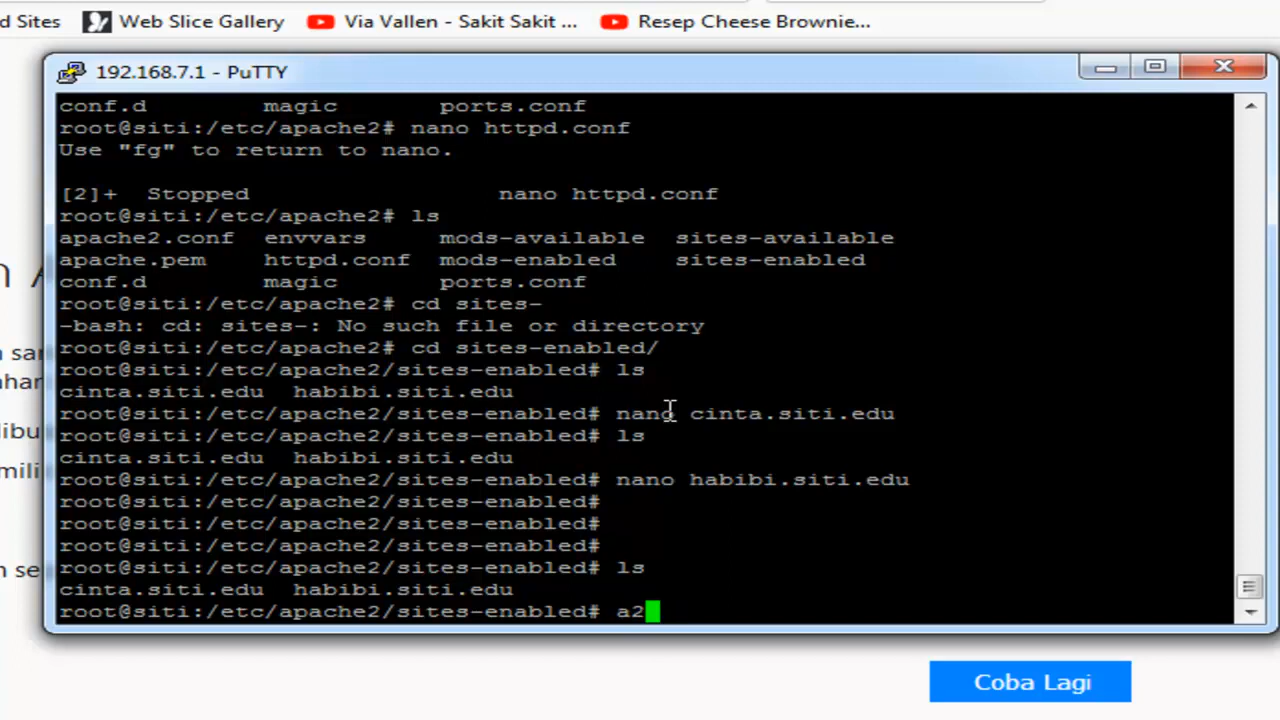 d Sites Web Slice Gallery Via Vallen - Sakit Sakit ... Resep Cheese Brownie...
192.168.7.1 - PuTTY
conf.d magic ports.conf
root@siti:/etc/apache2# nano httpd.conf
Use "fg" to return to nano.
[2]+ Stopped nano httpd.conf
root@siti:/etc/apache2# ls
apache2.conf envvars mods-available sites-available
apache.pem httpd.conf mods-enabled sites-enabled
conf.d magic ports.conf
root@siti:/etc/apache2# cd sites-
-bash: cd: sites-: No such file or directory
root@siti:/etc/apache2# cd sites-enabled/
root@siti:/etc/apache2/sites-enabled# ls
cinta.siti.edu habibi.siti.edu
root@siti:/etc/apache2/sites-enabled# nano cinta.siti.edu
root@siti:/etc/apache2/sites-enabled# ls
cinta.siti.edu habibi.siti.edu
root@siti:/etc/apache2/sites-enabled# nano habibi.siti.edu
root@siti:/etc/apache2/sites-enabled#
root@siti:/etc/apache2/sites-enabled#
root@siti:/etc/apache2/sites-enabled#
root@siti:/etc/apache2/sites-enabled# ls
cinta.siti.edu habibi.siti.edu
root@siti:/etc/apache2/sites-enabled# a2
Coba Lagi